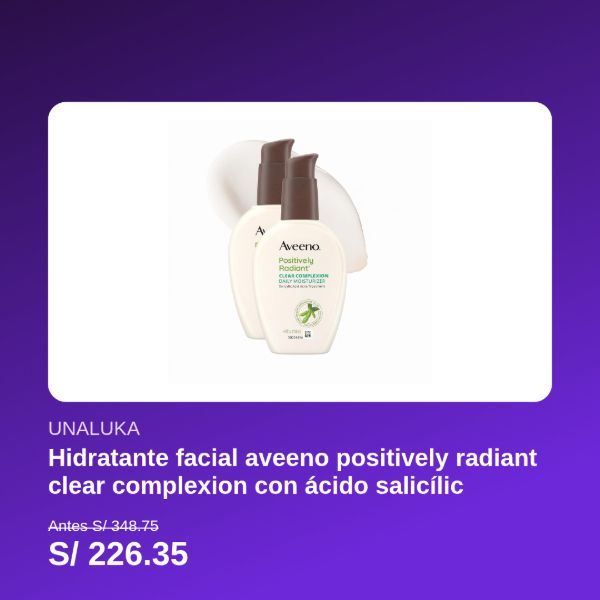 Aveeno.
Positively
Radiant®
CLEAR COMPLEXION
DAILY MOISTURIZER
UNALUKA
Hidratante facial aveeno positively radiant
clear complexion con ácido salicílic
Antes S/ 348.75
S/ 226.35